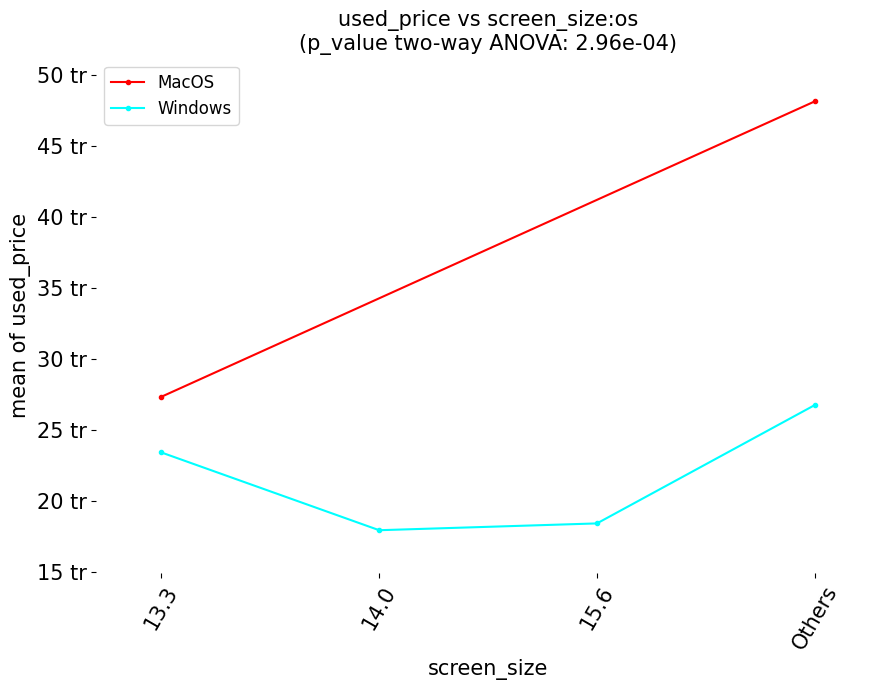 used_price vs screen_size:os
(p_value two-way ANOVA: 2.96e-04)
MacOS
Windows
50 tr
45 tr
40 tr
35 tr
30 tr
25 tr
20 tr
15 tr
mean of used_price
13.3
14.0
15.6
Others
screen_size